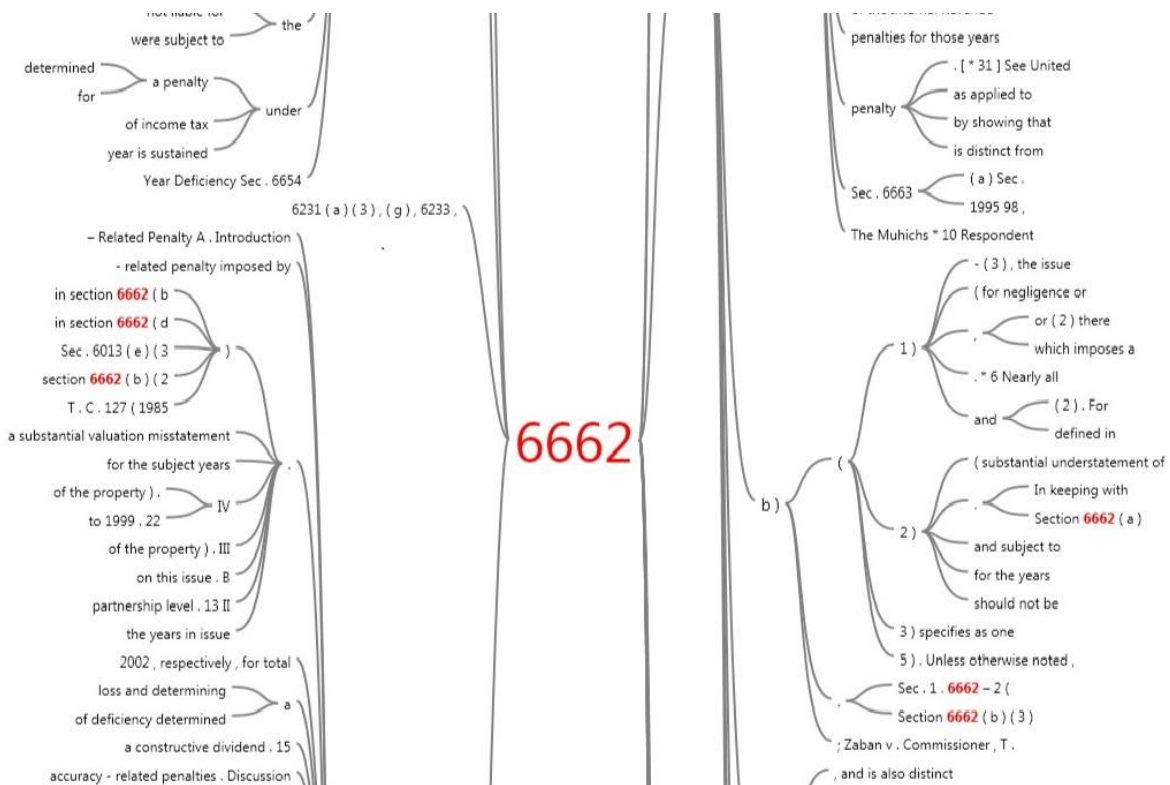 not liable for
were subject to
the
determined
for
a penalty
of income tax
year is sustained
under
Year Deficiency Sec . 6654
6231 ( a ) ( 3 ) , ( g ) , 6233 ,
– Related Penalty A . Introduction
- related penalty imposed by
in section 6662 ( b
in section 6662 ( d
Sec . 6013 ( e ) ( 3
section 6662 ( b ) ( 2
T . C . 127 ( 1985
)
a substantial valuation misstatement
for the subject years
of the property ) .
to 1999 . 22
IV
of the property ) . III
on this issue . B
partnership level . 13 II
the years in issue
.
2002 , respectively , for total
loss and determining
of deficiency determined
a
a constructive dividend . 15
accuracy - related penalties . Discussion
6662
penalties for those years
penalty
. [ * 31 ] See United
as applied to
by showing that
is distinct from
Sec . 6663
( a ) Sec .
1995 98 ,
The Muhichs * 10 Respondent
b )
(
1 )
- ( 3 ) , the issue
( for negligence or
,
or ( 2 ) there
which imposes a
. * 6 Nearly all
and
( 2 ) . For
defined in
2 )
( substantial understatement of
.
In keeping with
Section 6662 ( a )
and subject to
for the years
should not be
3 ) specifies as one
5 ) . Unless otherwise noted ,
.
Sec . 1 . 6662 – 2 (
Section 6662 ( b ) ( 3 )
; Zaban v . Commissioner , T .
, and is also distinct